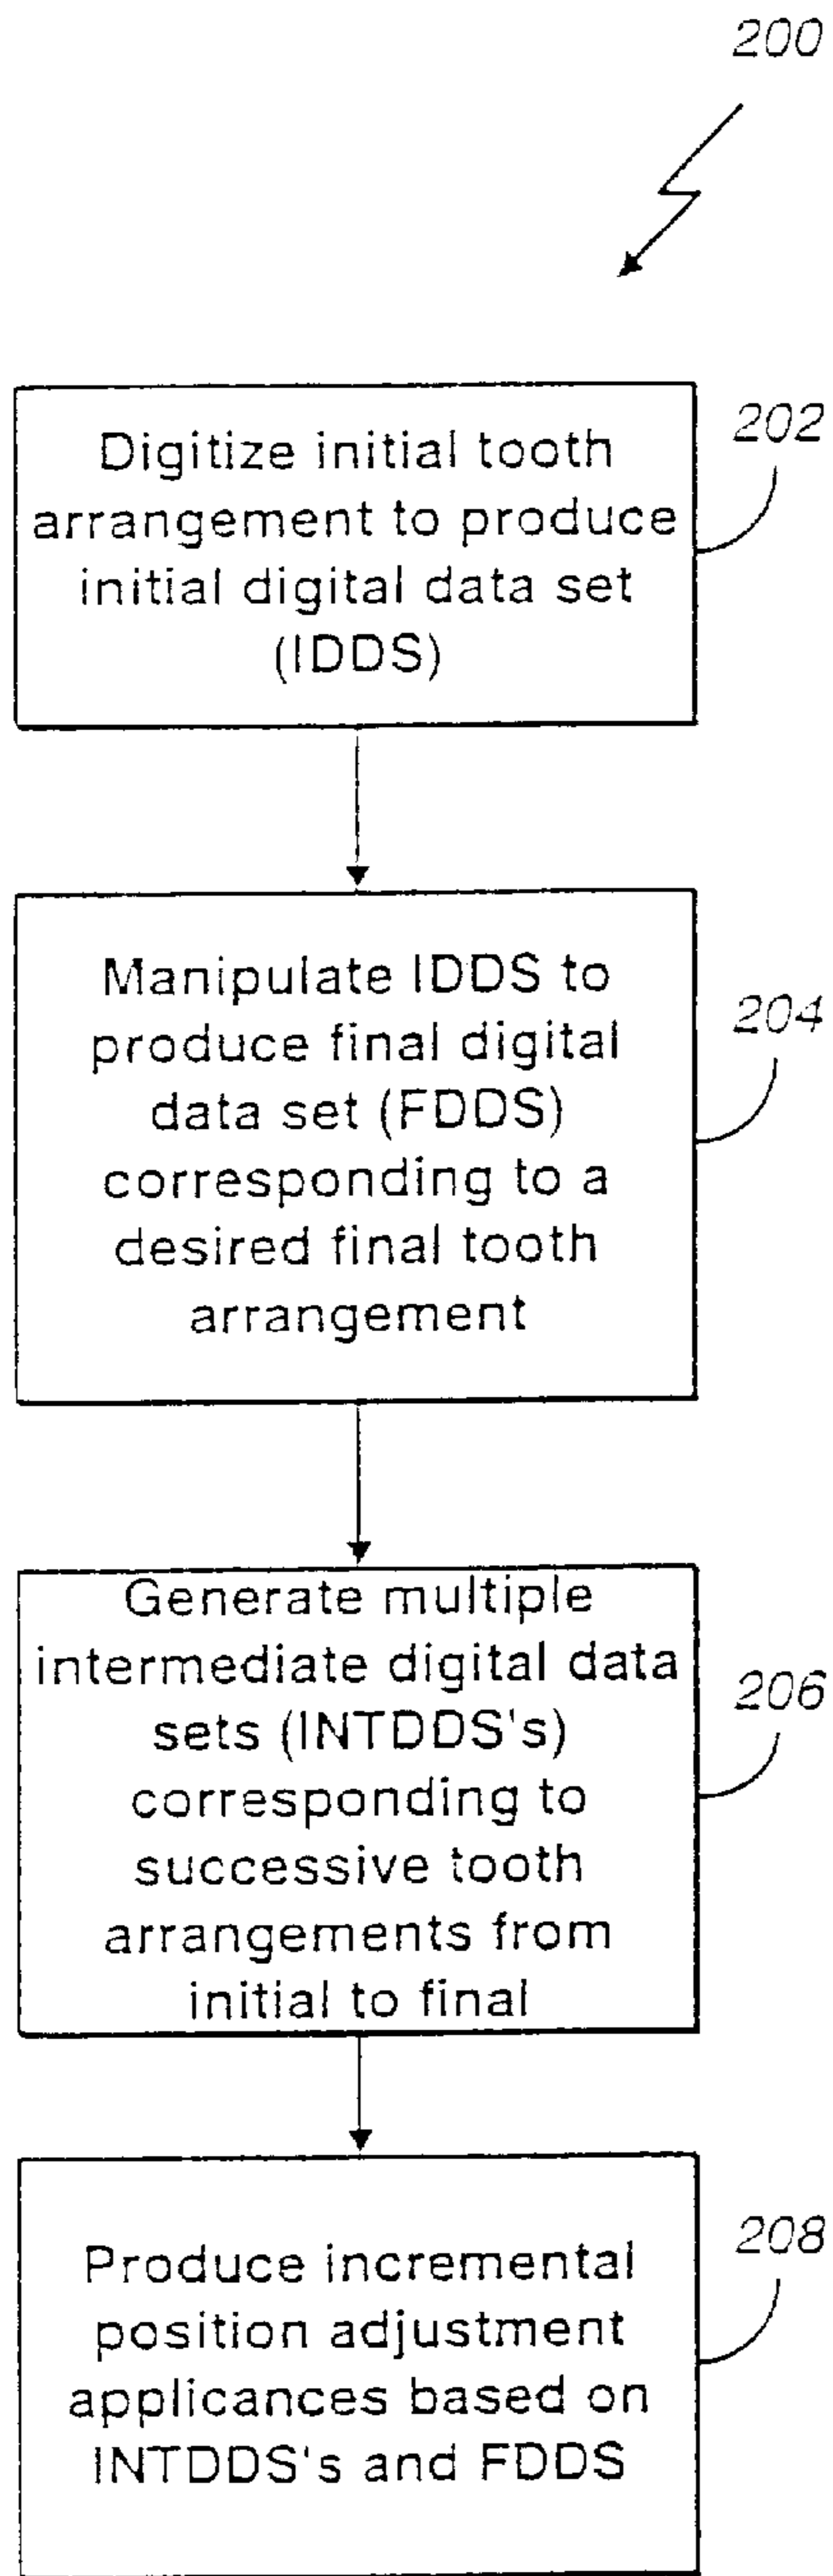 200
Digitize initial tooth
arrangement to produce
initial digital data set
(IDDS)
202
Manipulate IDDS to
produce final digital
data set (FDDS)
corresponding to a
desired final tooth
arrangement
204
Generate multiple
intermediate digital data
sets (INTDDS's)
corresponding to
successive tooth
arrangements from
initial to final
206
Produce incremental
position adjustment
applicances based on
INTDDS's and FDDS
208